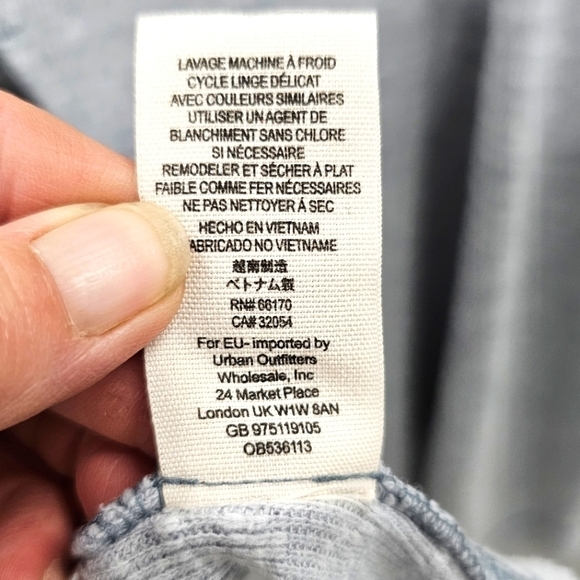 LAVAGE MACHINE À FROID
CYCLE LINGE DÉLICAT
AVEC COULEURS SIMILAIRES
UTILISER UN AGENT DE
BLANCHIMENT SANS CHLORE
SI NÉCESSAIRE
REMODELER ET SÉCHER À PLAT
FAIBLE COMME FER NÉCESSAIRES
NE PAS NETTOYER À SEC
HECHO EN VIETNAM
ABRICADO NO VIETNAME
越南制造
ベトナム製
RN# 66170
CA# 32054
For EU- imported by
Urban Outfitters
Wholesale, Inc
24 Market Place
London UK W1W 8AN
GB 975119105
OB536113